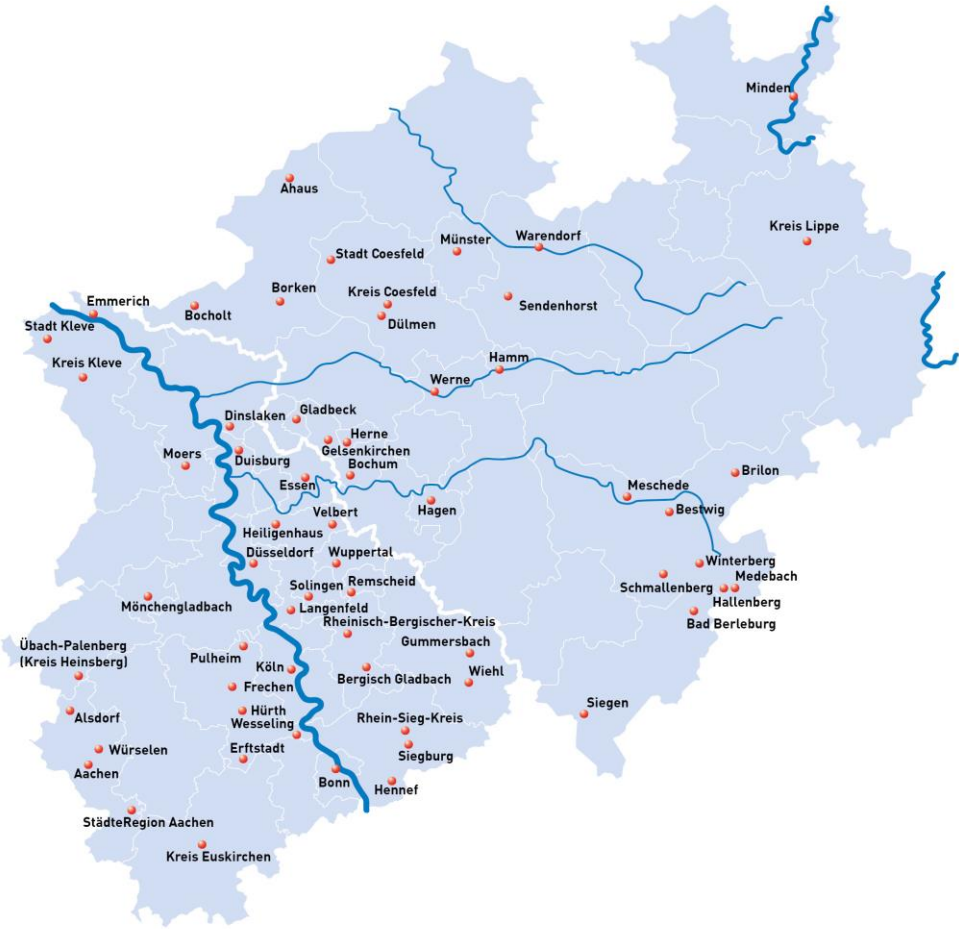 Minden
Ahaus
Kreis Lippe
Münster
Warendorf
Stadt Coesfeld
Borken
Kreis Coesfeld
Emmerich
Sendenhorst
Bocholt
Dülmen
Stadt Kleve
Hamm
Kreis Kleve
Werne
Dinslaken
Gladbeck
Herne
Gelsenkirchen
Moers
Duisburg
Bochum
Brilon
Essen
Meschede
Hagen
Bestwig
Velbert
Heiligenhaus
Düsseldorf
Wuppertal
Winterberg
Medebach
Solingen
Remscheid
Schmallenberg
Hallenberg
Mönchengladbach
Langenfeld
Rheinisch-Bergischer-Kreis
Bad Berleburg
Gummersbach
Übach-Palenberg
(Kreis Heinsberg)
Pulheim
Köln
Bergisch Gladbach
Wiehl
Frechen
Siegen
Hürth
Alsdorf
Wesseling
Rhein-Sieg-Kreis
Würselen
Erftstadt
Siegburg
Aachen
Bonn
Hennef
StädteRegion Aachen
Kreis Euskirchen